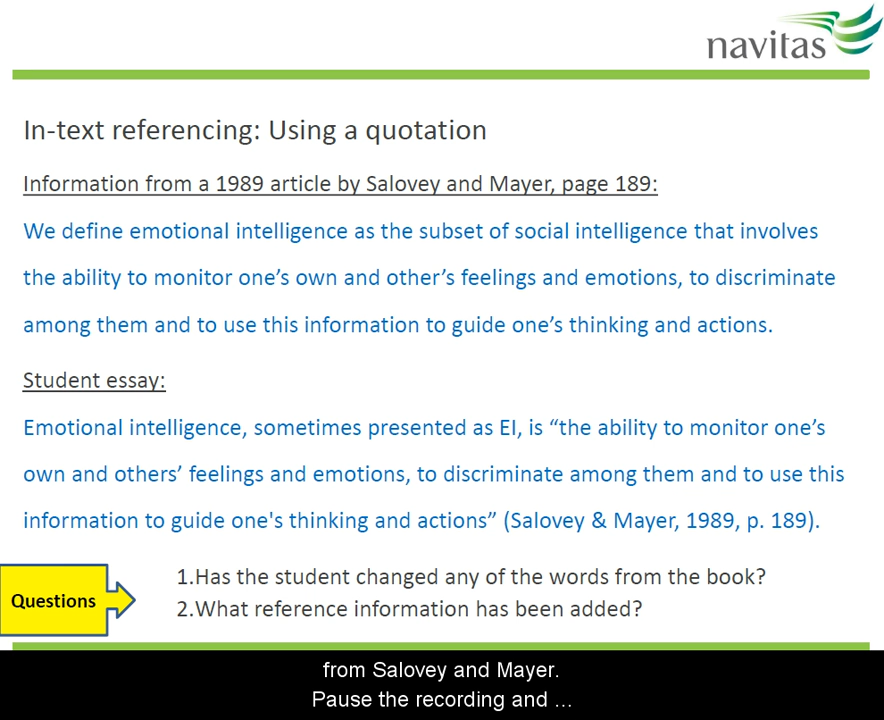 navitas
In-text referencing: Using a quotation
Information from a 1989 article by Salovey and Mayer, page 189:
We define emotional intelligence as the subset of social intelligence that involves
the ability to monitor one’s own and other’s feelings and emotions, to discriminate
among them and to use this information to guide one’s thinking and actions.
Student essay:
Emotional intelligence, sometimes presented as EI, is “the ability to monitor one’s
own and others’ feelings and emotions, to discriminate among them and to use this
information to guide one's thinking and actions” (Salovey & Mayer, 1989, p. 189).
1.Has the student changed any of the words from the book?
Questions
2.What reference information has been added?
from Salovey and Mayer.
Pause the recording and ...